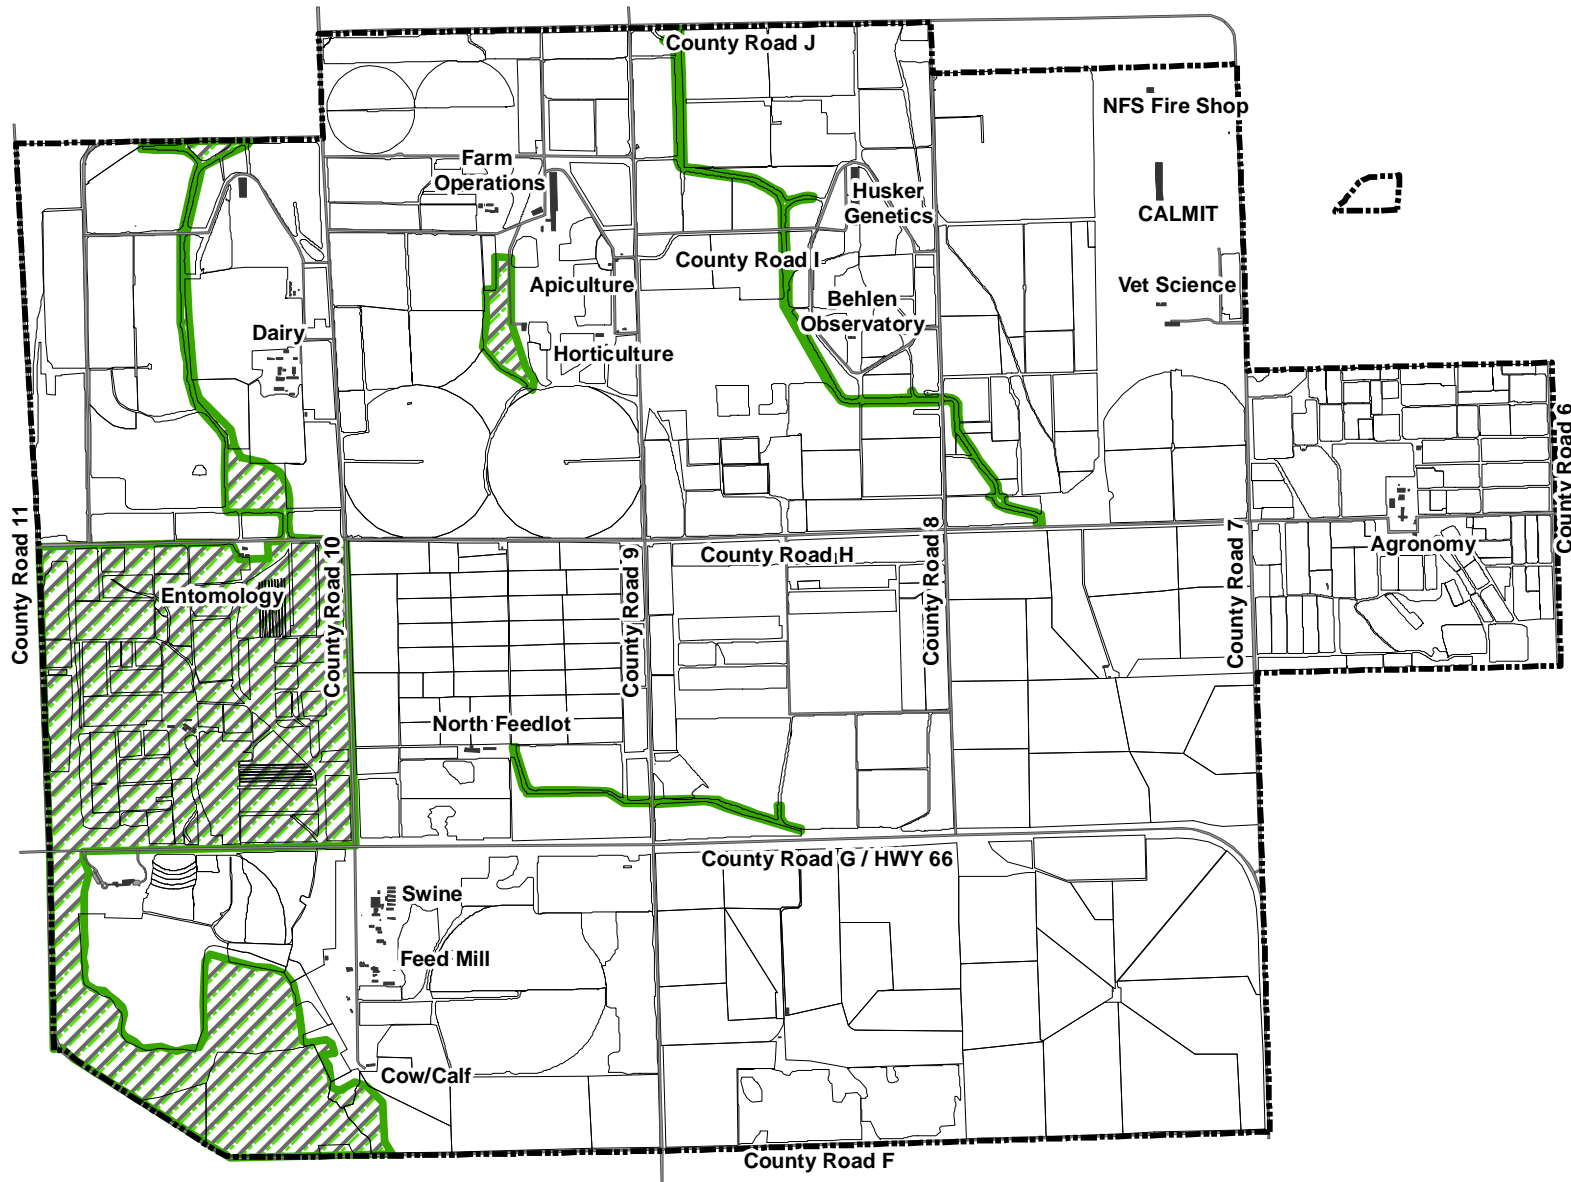 County Road J
NFS Fire Shop
Farm
Operations
Husker
Genetics
CALMIT
County Road I
Apiculture
Vet Science
Behlen
Observatory
Dairy
Horticulture
County Road 6
County Road 11
County Road 10
County Road 9
County Road 8
County Road 7
County Road H
Agronomy
Entomology
North Feedlot
County Road G / HWY 66
Swine
Feed Mill
Cow/Calf
County Road F